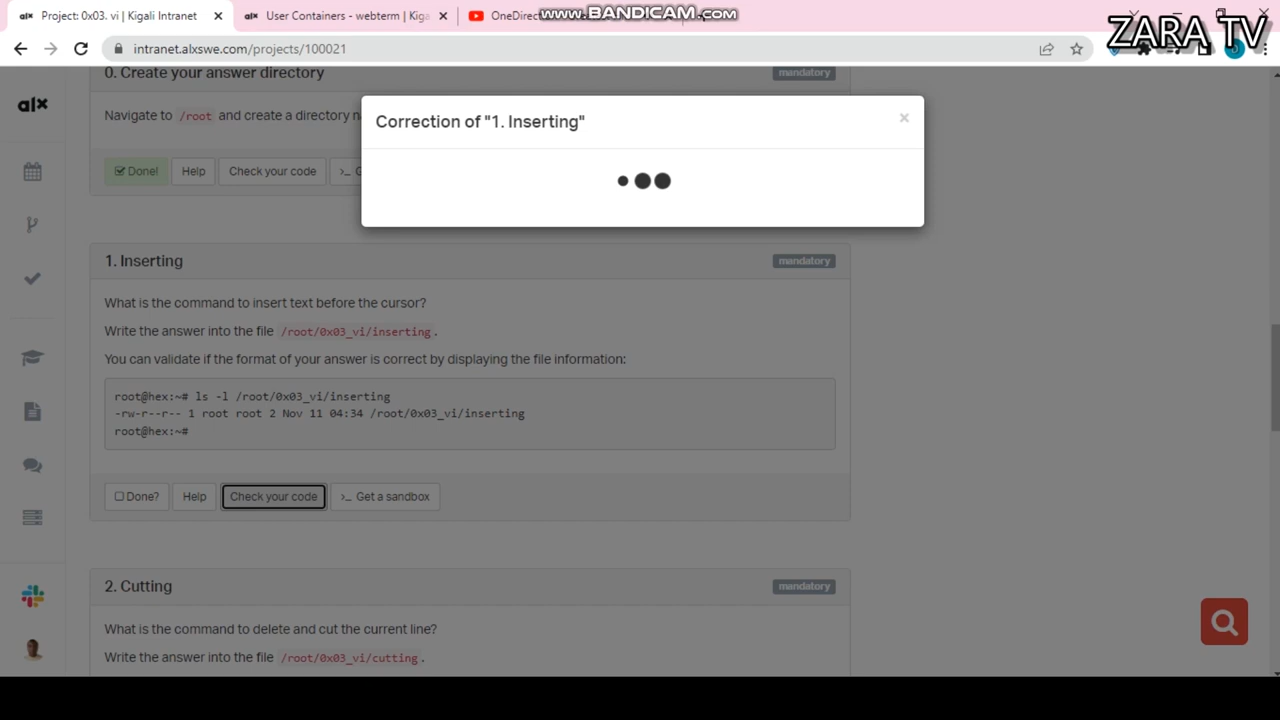 Project: 0x03. vi | Kigali Intranet
User Containers - webterm | Kig
OneDirec
www.BANDICAM.com
ZARA TV
intranet.alxswe.com/projects/100021
alx
0. Create your answer directory
mandatory
Navigate to /root and create a directory n
Done!
Help
Check your code
>_ G
Correction of "1. Inserting"
×
1. Inserting
mandatory
What is the command to insert text before the cursor?
Write the answer into the file /root/0x03_vi/inserting.
You can validate if the format of your answer is correct by displaying the file information:
root@hex:~# ls -l /root/0x03_vi/inserting
-rw-r--r-- 1 root root 2 Nov 11 04:34 /root/0x03_vi/inserting
root@hex:~#
Done?
Help
Check your code
>_ Get a sandbox
2. Cutting
mandatory
What is the command to delete and cut the current line?
Write the answer into the file /root/0x03_vi/cutting.